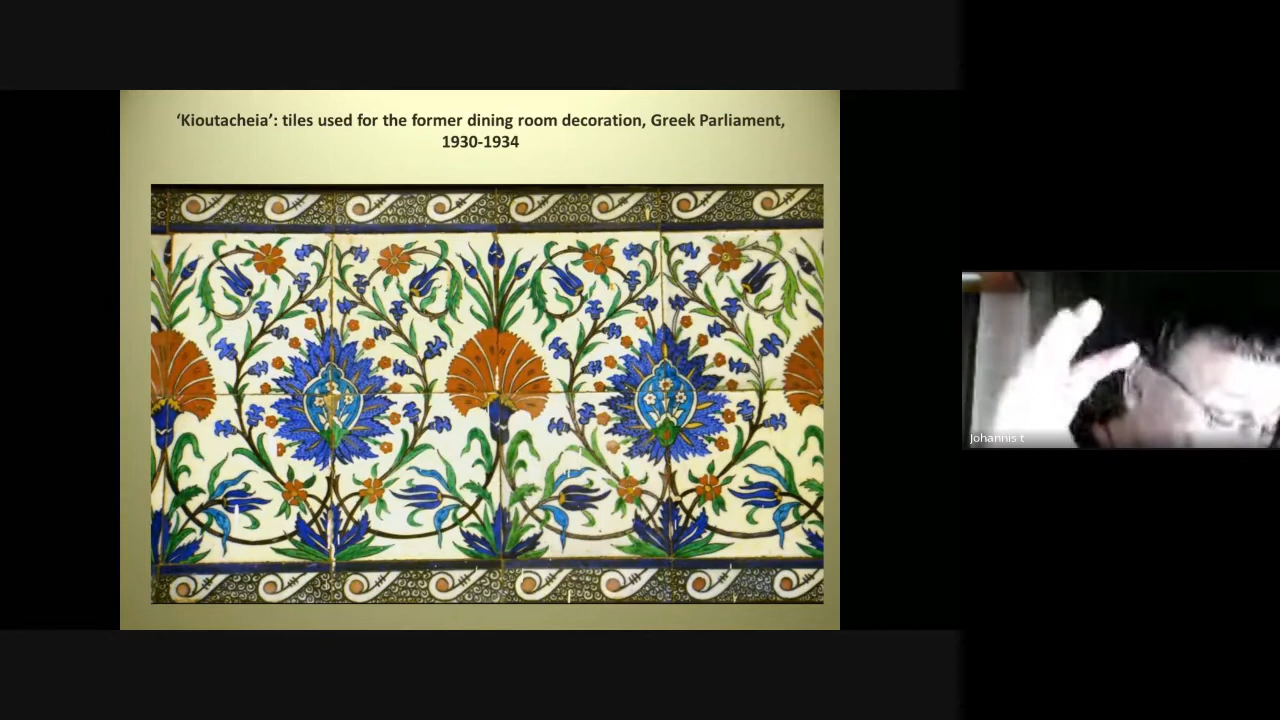 ‘Kioutacheia’: tiles used for the former dining room decoration, Greek Parliament,
1930-1934
Johannis t